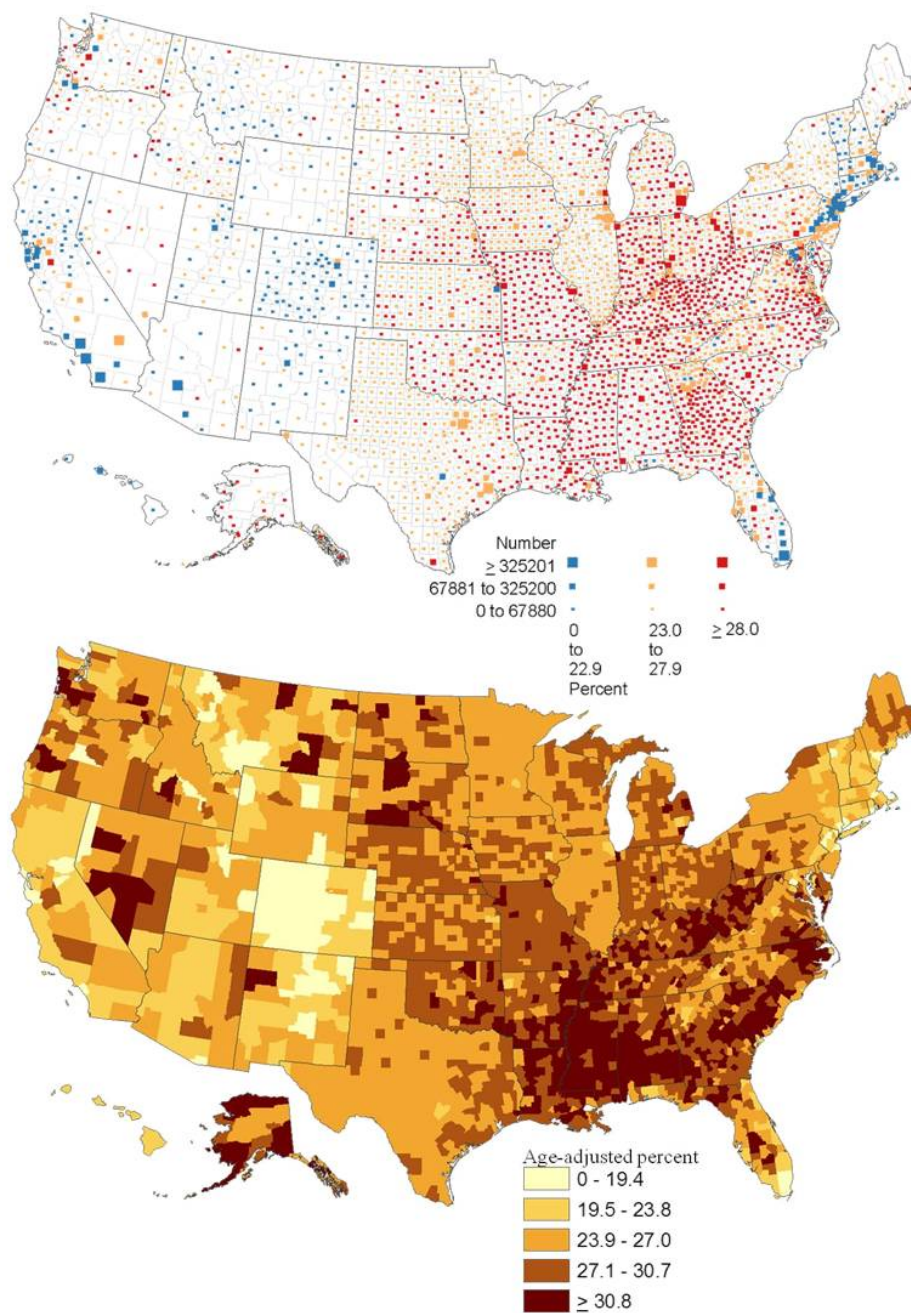 Number
≥ 325201
67881 to 325200
0 to 67880
0
to
22.9
23.0
to
27.9
≥ 28.0
Percent
Age-adjusted percent
0 - 19.4
19.5 - 23.8
23.9 - 27.0
27.1 - 30.7
≥ 30.8